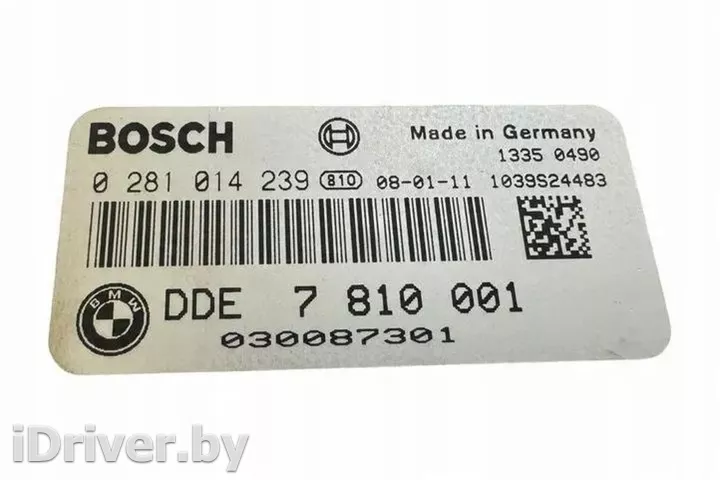 BOSCH
Made in Germany
1335 0490
0 281 014 239 810 08-01-11 1039S24483
BMW
DDE 7 810 001
030087301
iDriver.by